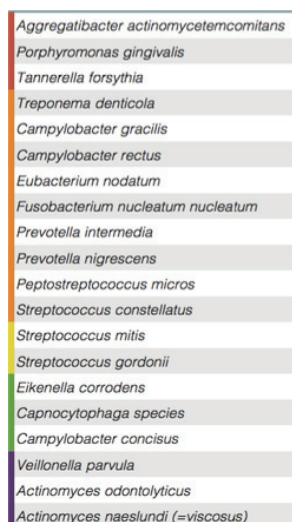 Aggregatibacter actinomycetemcomitans
Porphyromonas gingivalis
Tannerella forsythia
Treponema denticola
Campylobacter gracilis
Campylobacter rectus
Eubacterium nodatum
Fusobacterium nucleatum nucleatum
Prevotella intermedia
Prevotella nigrescens
Peptostreptococcus micros
Streptococcus constellatus
Streptococcus mitis
Streptococcus gordonii
Eikenella corrodens
Capnocytophaga species
Campylobacter concisus
Veillonella parvula
Actinomyces odontolyticus
Actinomyces naeslundi (=viscosus)